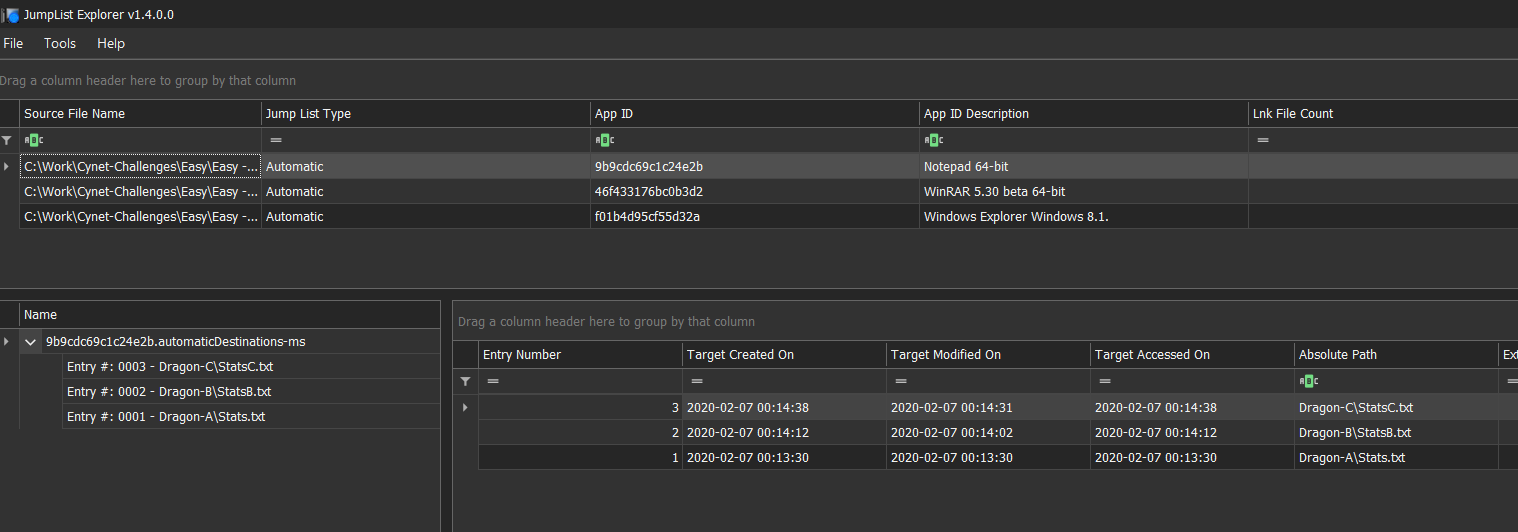 JumpList Explorer v1.4.0.0
File Tools Help
Drag a column header here to group by that column
Source File Name Jump List Type App ID App ID Description Lnk File Count
ABC = ABC ABC =
C:\Work\Cynet-Challenges\Easy\Easy -... Automatic 9b9cdc69c1c24e2b Notepad 64-bit
C:\Work\Cynet-Challenges\Easy\Easy -... Automatic 46f433176bc0b3d2 WinRAR 5.30 beta 64-bit
C:\Work\Cynet-Challenges\Easy\Easy -... Automatic f01b4d95cf55d32a Windows Explorer Windows 8.1.
Name
9b9cdc69c1c24e2b.automaticDestinations-ms
Entry #: 0003 - Dragon-C\StatsC.txt
Entry #: 0002 - Dragon-B\StatsB.txt
Entry #: 0001 - Dragon-A\Stats.txt
Drag a column header here to group by that column
Entry Number Target Created On Target Modified On Target Accessed On Absolute Path Ext
= = = = ABC =
3 2020-02-07 00:14:38 2020-02-07 00:14:31 2020-02-07 00:14:38 Dragon-C\StatsC.txt
2 2020-02-07 00:14:12 2020-02-07 00:14:02 2020-02-07 00:14:12 Dragon-B\StatsB.txt
1 2020-02-07 00:13:30 2020-02-07 00:13:30 2020-02-07 00:13:30 Dragon-A\Stats.txt